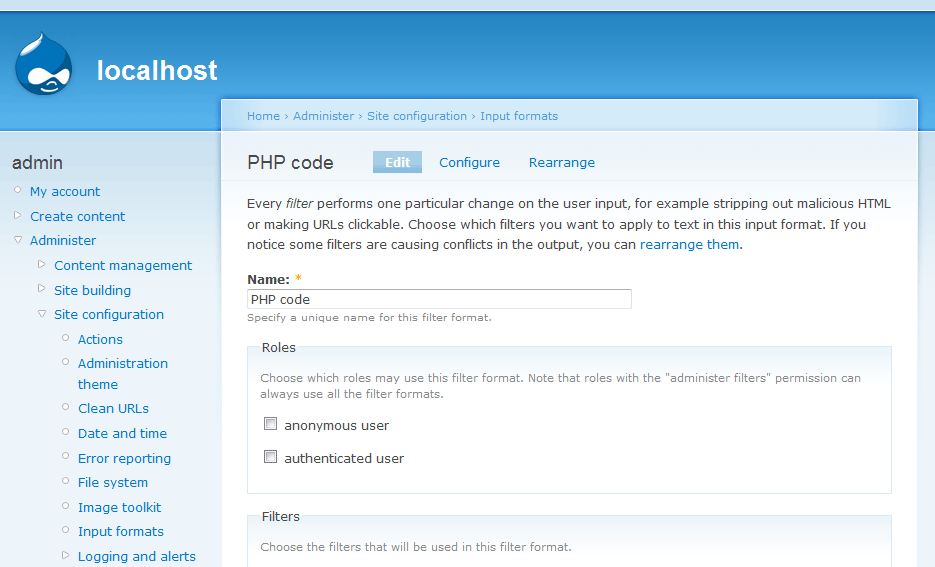 localhost
Home › Administer › Site configuration › Input formats
admin
My account
Create content
Administer
Content management
Site building
Site configuration
Actions
Administration
theme
Clean URLs
Date and time
Error reporting
File system
Image toolkit
Input formats
Logging and alerts
PHP code Edit Configure Rearrange
Every filter performs one particular change on the user input, for example stripping out malicious HTML
or making URLs clickable. Choose which filters you want to apply to text in this input format. If you
notice some filters are causing conflicts in the output, you can rearrange them.
Name: *
PHP code
Specify a unique name for this filter format.
Roles
Choose which roles may use this filter format. Note that roles with the "administer filters" permission can
always use all the filter formats.
anonymous user
authenticated user
Filters
Choose the filters that will be used in this filter format.